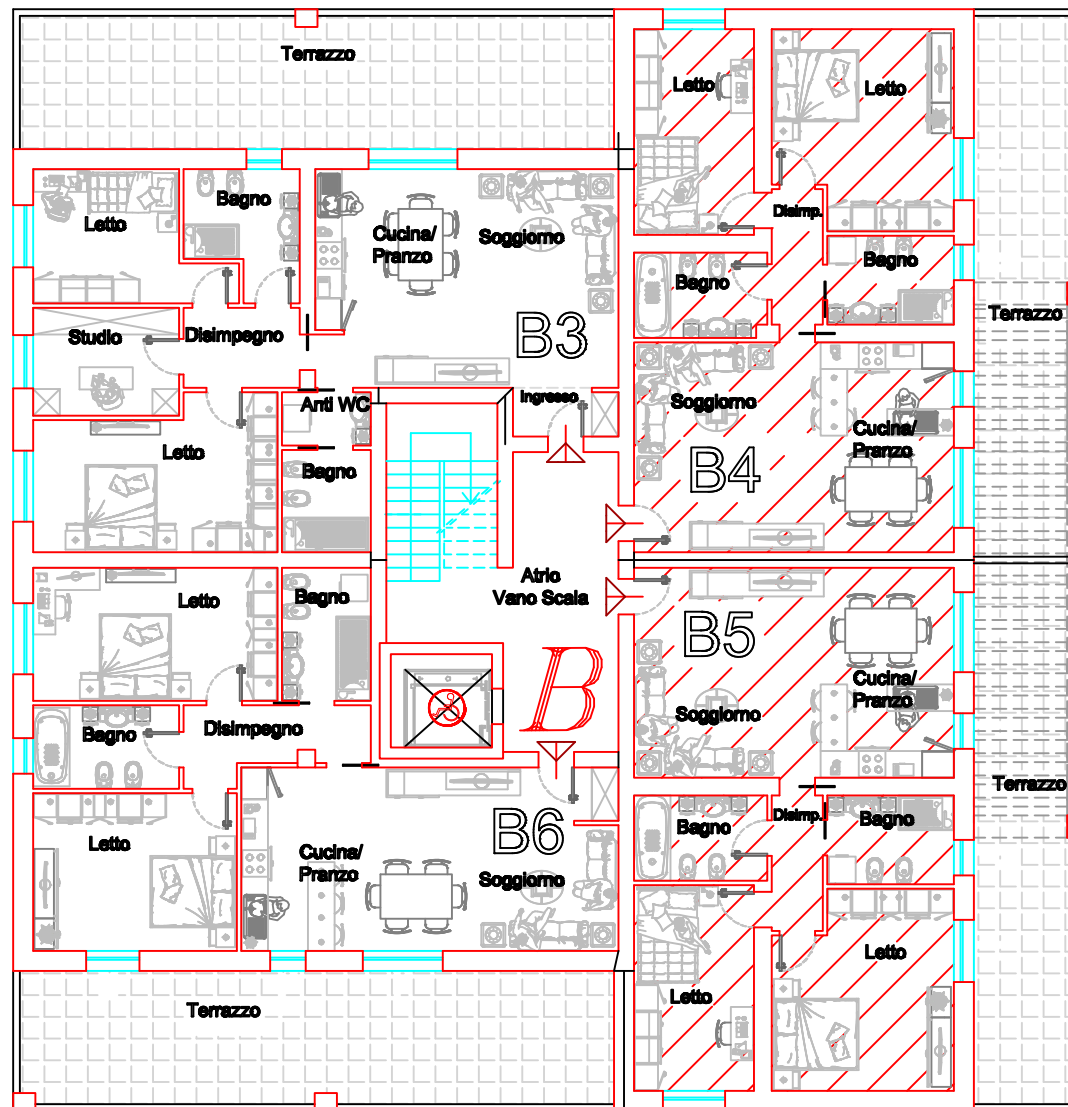 Terrazzo
Letto
Letto
Letto
Bagno
Disimp.
Cucina/
Pranzo
Soggiorno
Bagno
Bagno
Studio
Disimpegno
B3
Terrazzo
Ingresso
Anti WC
Soggiorno
Cucina/
Pranzo
Letto
Bagno
B4
Atrio
Vano Scala
Letto
Bagno
B5
B
Cucina/
Pranzo
Soggiorno
Bagno
Disimpegno
Terrazzo
Bagno
Disimp.
Bagno
Letto
B6
Cucina/
Pranzo
Soggiorno
Letto
Letto
Terrazzo